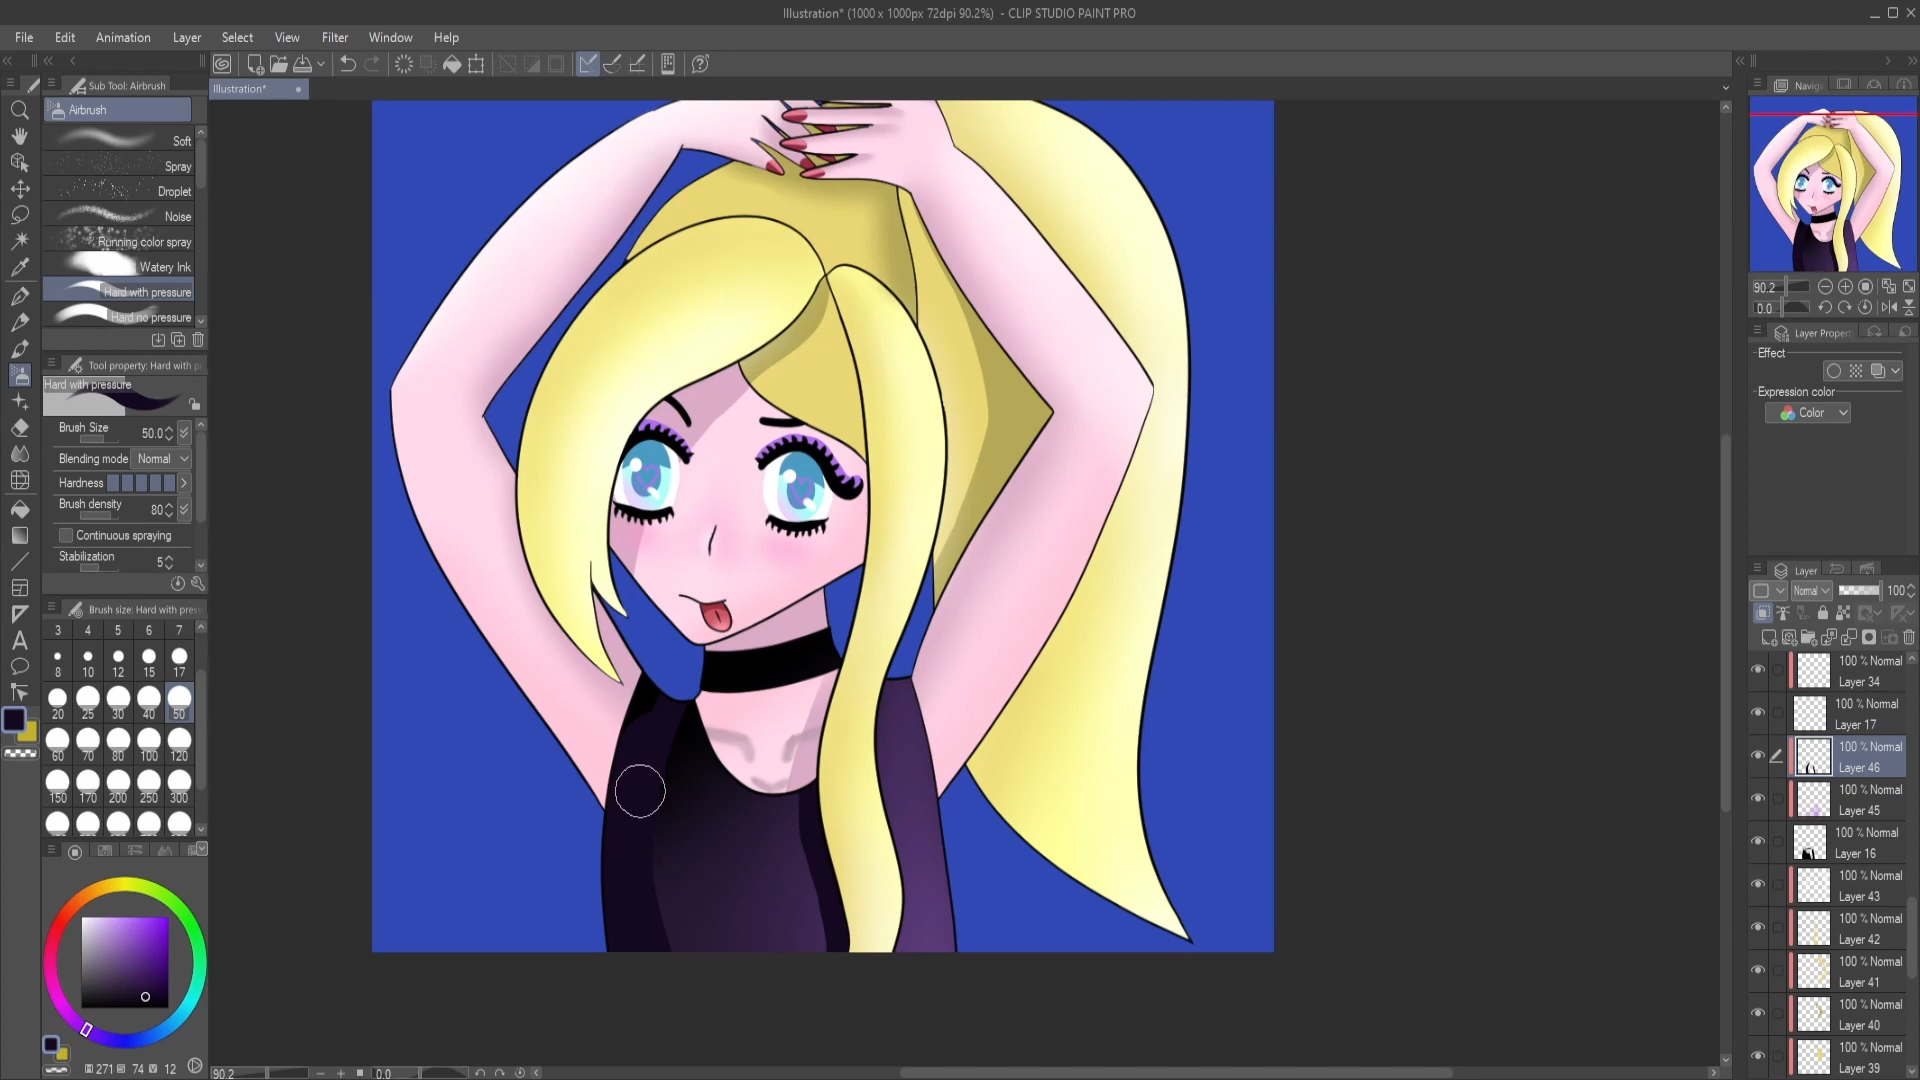 Illustration* (1000 x 1000px 72dpi 90.2%) - CLIP STUDIO PAINT PRO
File Edit Animation Layer Select View Filter Window Help
Sub Tool: Airbrush
Illustration*
Airbrush
Soft
Spray
Droplet
Noise
Running color spray
Watery Ink
Hard with pressure
Hard no pressure
Tool property: Hard with pr
Hard with pressure
Brush Size 50.0
Blending mode Normal
Hardness
Brush density 80
Continuous spraying
Stabilization 5
Brush size: Hard with press
3 4 5 6 7
8 10 12 15 17
20 25 30 40 50
60 70 80 100 120
150 170 200 250 300
271 74 12
90.2 0.0
Navig
90.2
0.0
Layer Propert
Effect
Expression color
Color
Layer
Normal 100
100 % Normal
Layer 34
100 % Normal
Layer 17
100 % Normal
Layer 46
100 % Normal
Layer 45
100 % Normal
Layer 16
100 % Normal
Layer 43
100 % Normal
Layer 42
100 % Normal
Layer 41
100 % Normal
Layer 40
100 % Normal
Layer 39